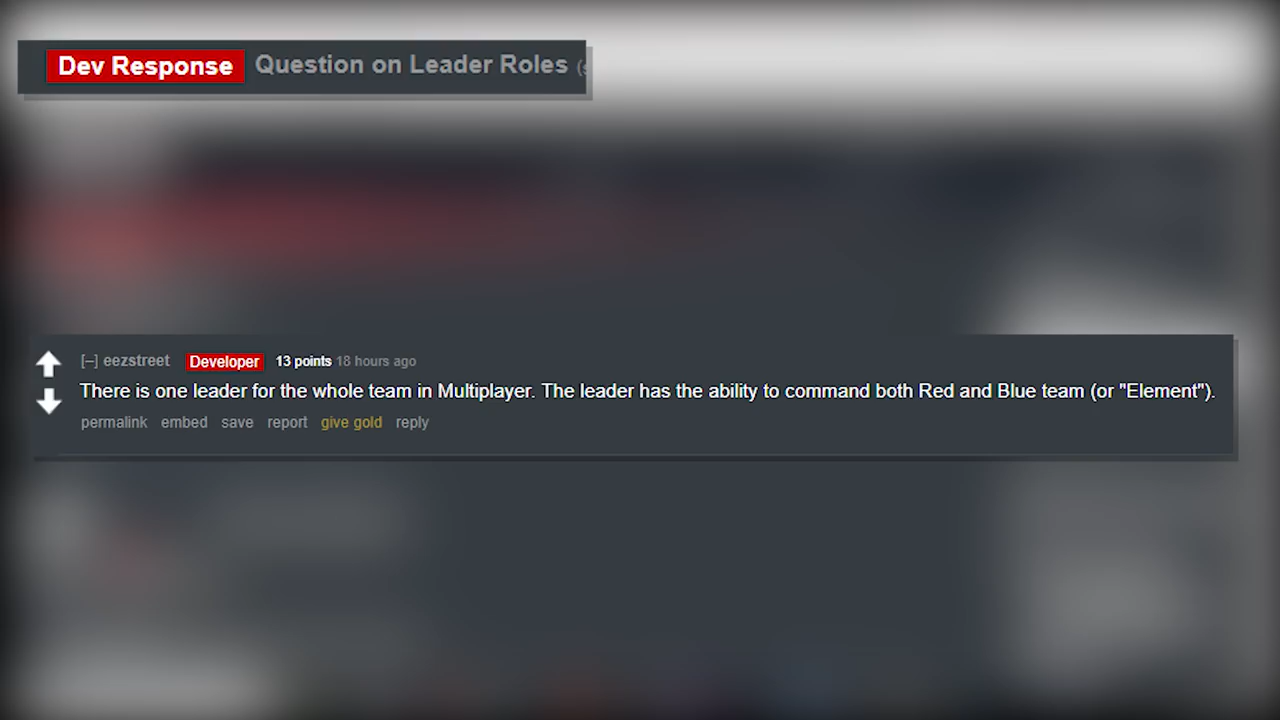 Dev Response Question on Leader Roles
[–] eezstreet Developer 13 points 18 hours ago
There is one leader for the whole team in Multiplayer. The leader has the ability to command both Red and Blue team (or "Element").
permalink embed save report give gold reply